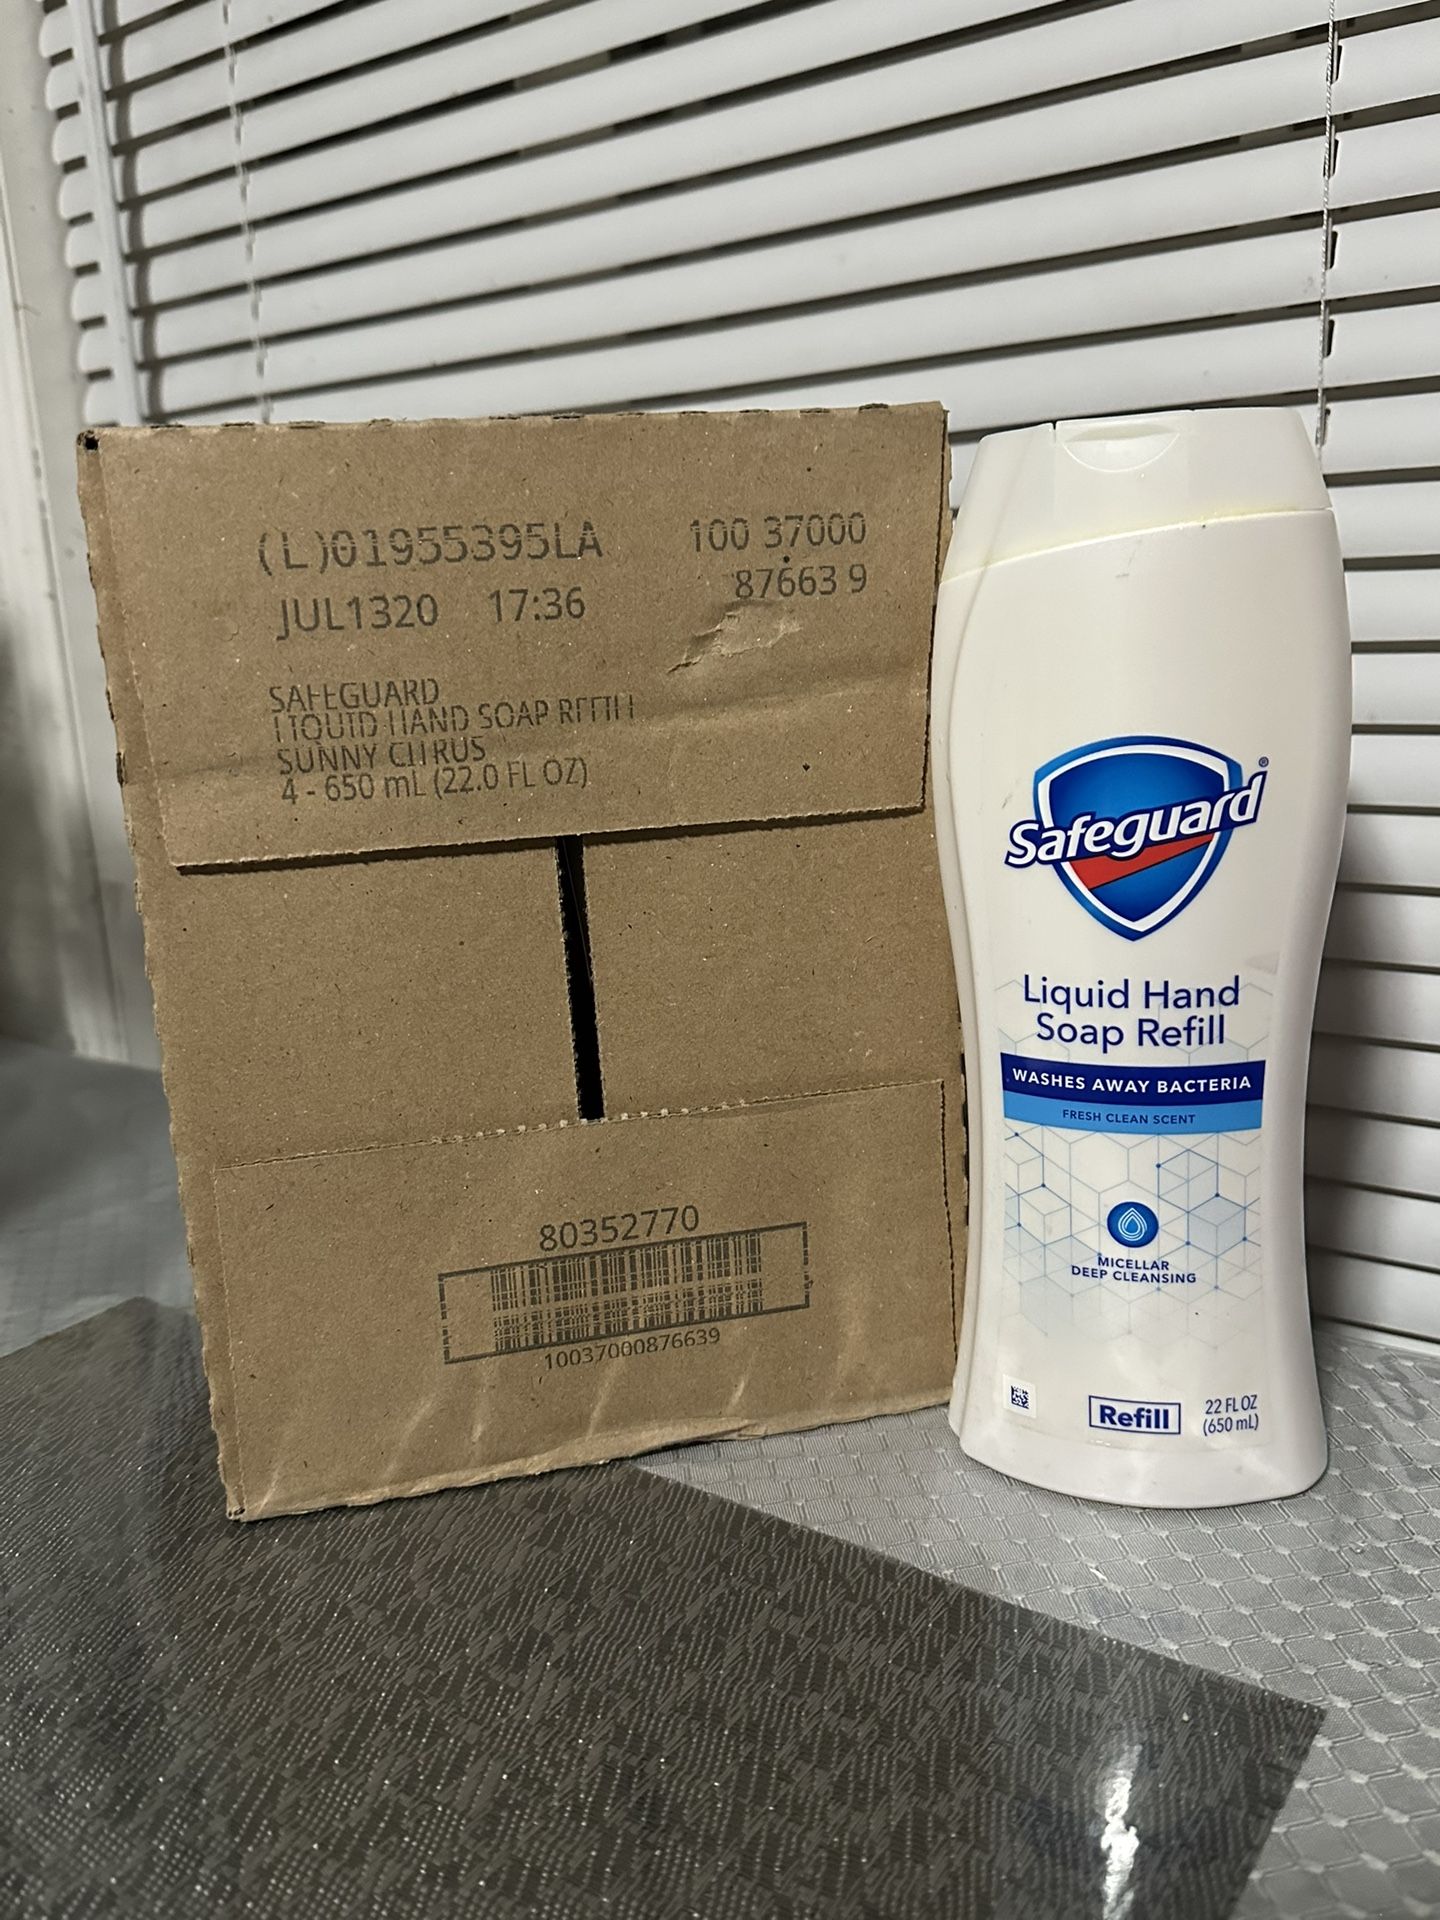 (L)01955395LA
JUL1320 17:36
100 37000
87663 9
SAFEGUARD
LIQUID HAND SOAP REFILL
SUNNY CITRUS
4 - 650 mL (22.0 FL OZ)
80352770
10037000876639
Safeguard®
Liquid Hand
Soap Refill
WASHES AWAY BACTERIA
FRESH CLEAN SCENT
MICELLAR
DEEP CLEANSING
Refill
22 FL OZ
(650 mL)